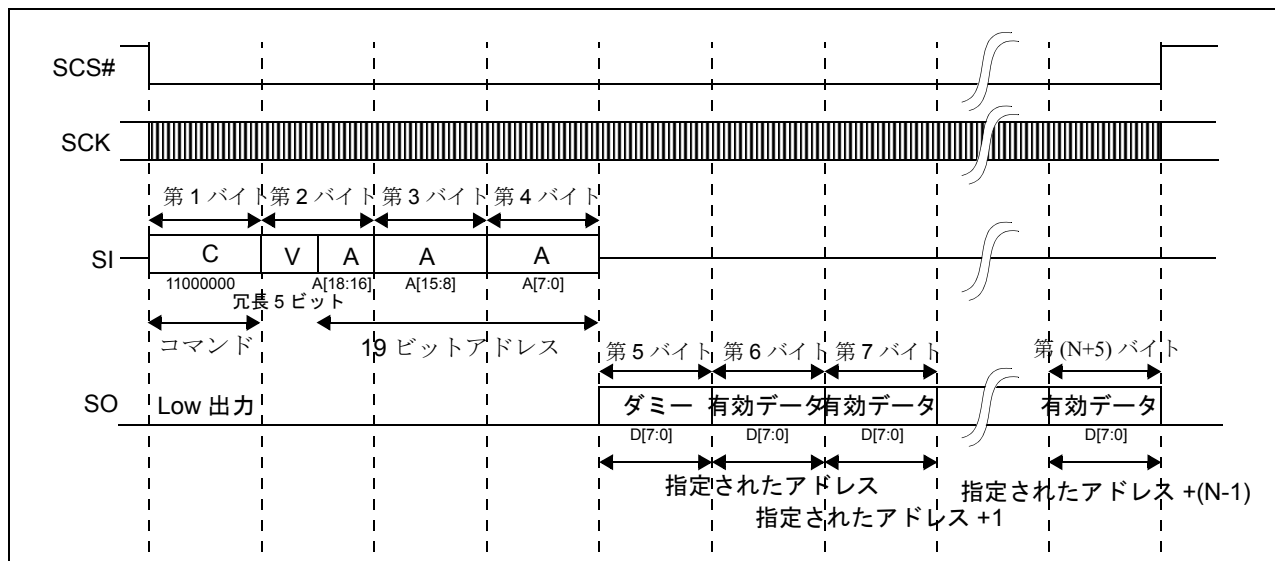 SCS#
SCK
第 1 バイト 第 2 バイト 第 3 バイト 第 4 バイト
SI C V A A A
11000000 A[18:16] A[15:8] A[7:0]
冗長 5 ビット
コマンド 19 ビットアドレス
第 5 バイト 第 6 バイト 第 7 バイト 第 (N+5) バイト
SO Low 出力 ダミー 有効データ 有効データ 有効データ
D[7:0] D[7:0] D[7:0] D[7:0]
指定されたアドレス 指定されたアドレス +(N-1)
指定されたアドレス +1